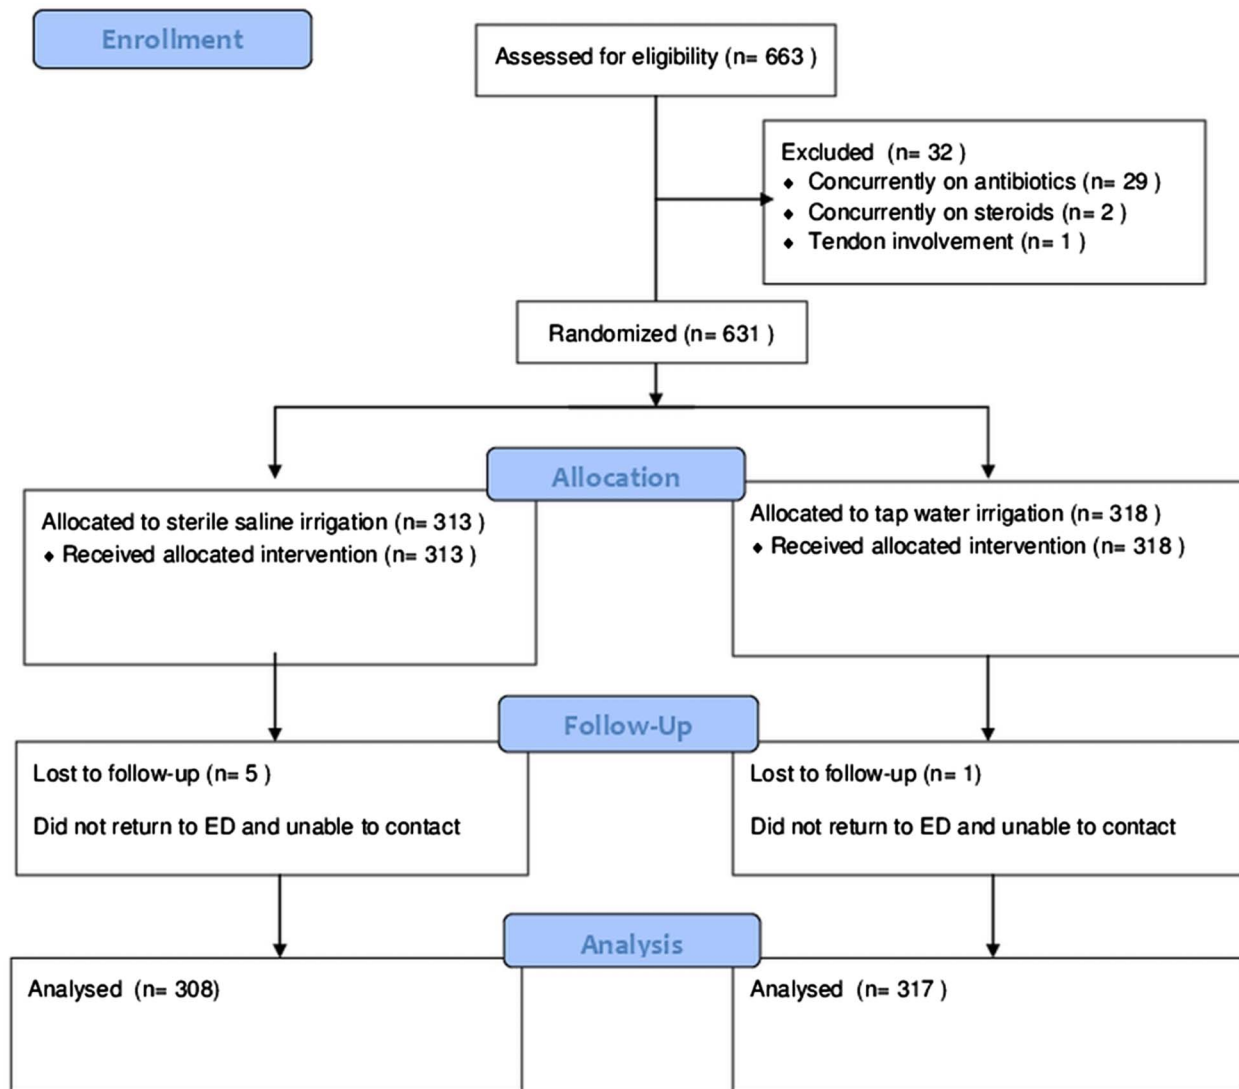 Enrollment
Assessed for eligibility (n= 663 )
Excluded  (n= 32 )
♦ Concurrently on antibiotics (n= 29 )
♦ Concurrently on steroids (n= 2 )
♦ Tendon involvement (n= 1 )
Randomized (n= 631 )
Allocation
Allocated to sterile saline irrigation (n= 313 )
♦ Received allocated intervention (n= 313 )
Allocated to tap water irrigation (n= 318 )
♦ Received allocated intervention (n= 318 )
Follow-Up
Lost to follow-up (n= 5 )
Did not return to ED and unable to contact
Lost to follow-up (n= 1)
Did not return to ED and unable to contact
Analysis
Analysed  (n= 308)
Analysed  (n= 317 )